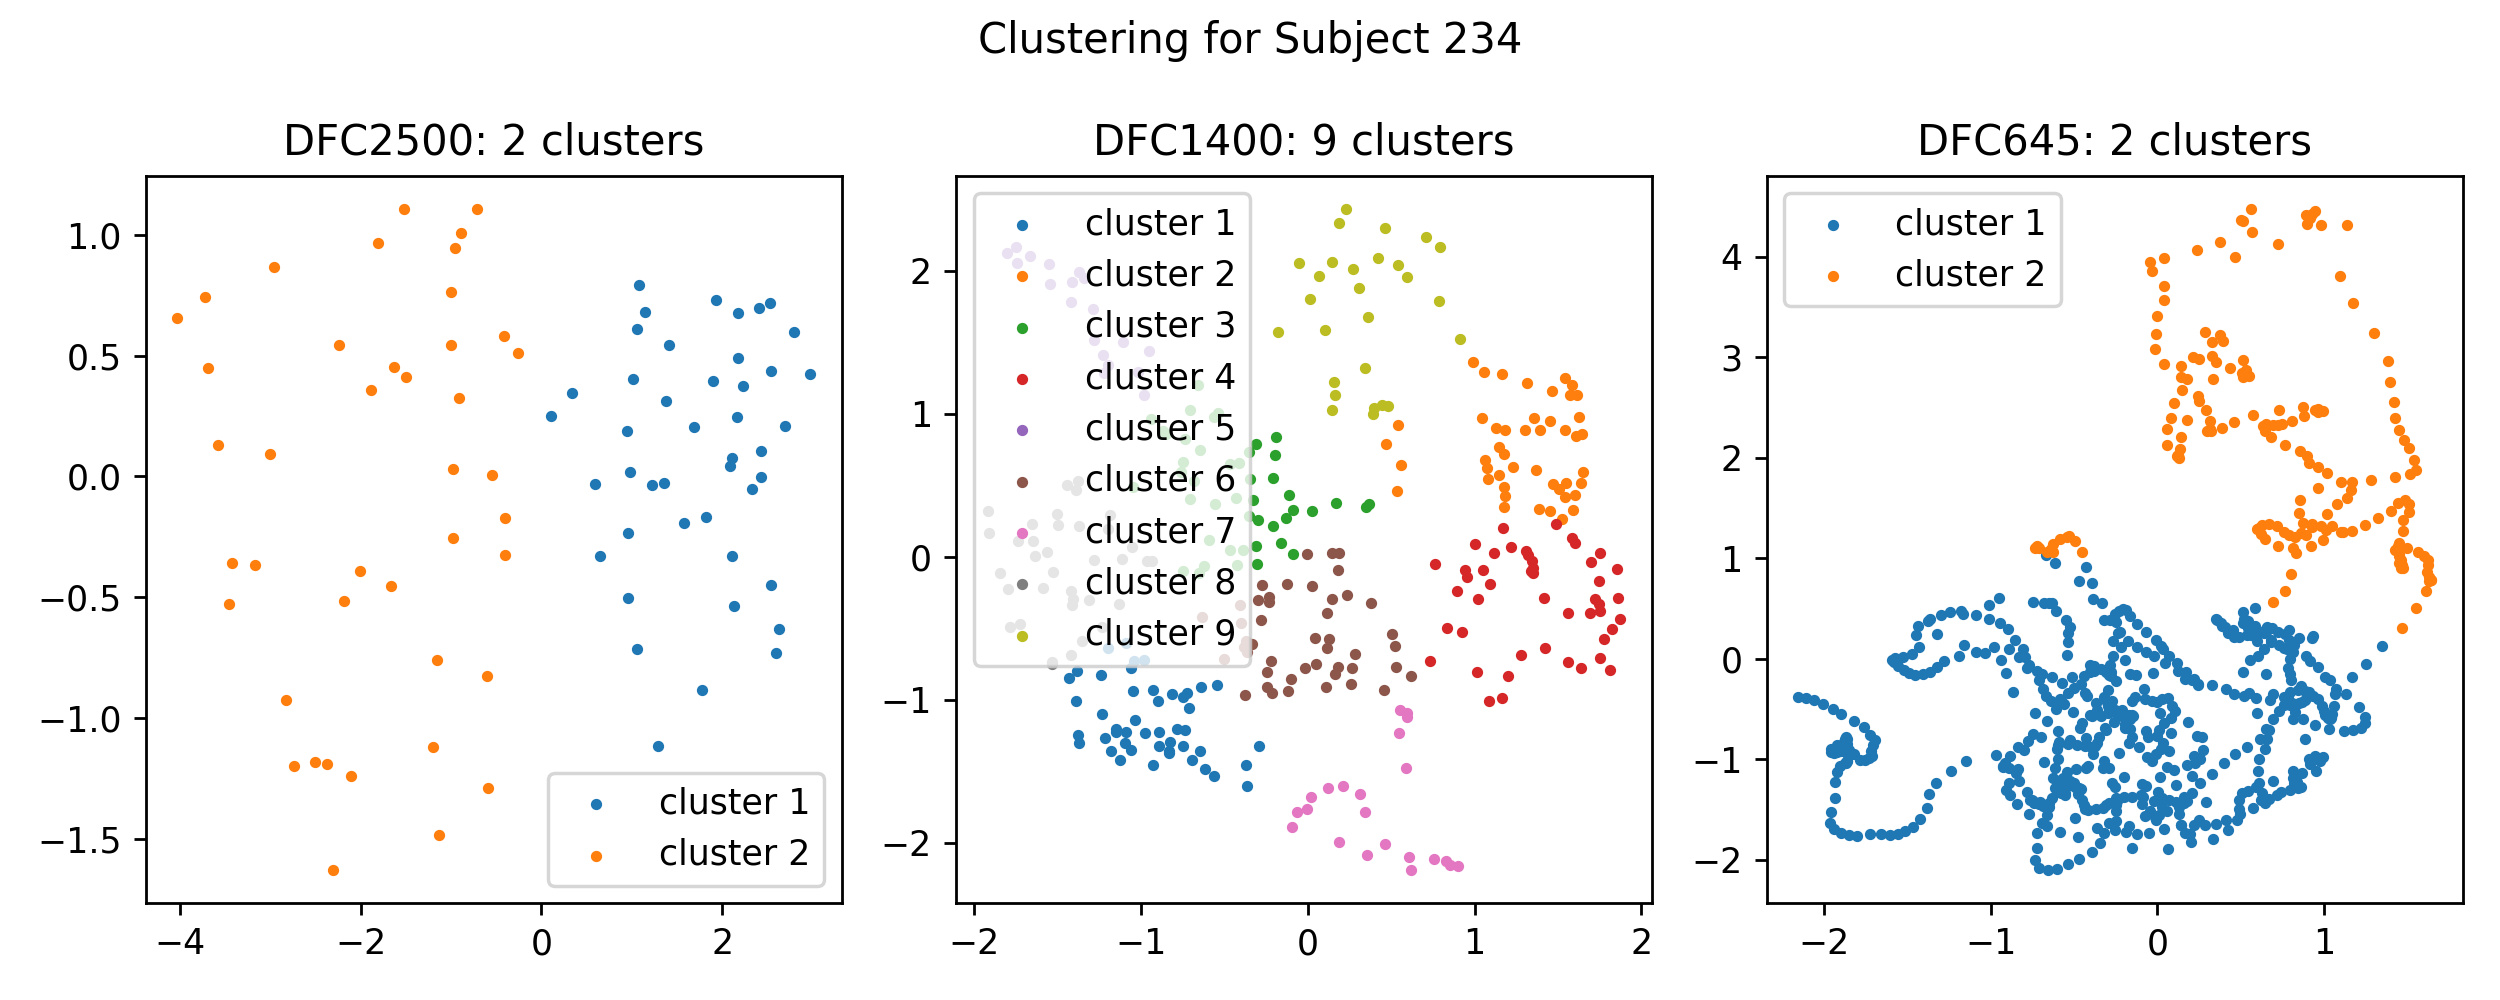 Clustering for Subject 234
DFC2500: 2 clusters
1.0
0.5
0.0
−0.5
−1.0
−1.5
−4
−2
0
2
cluster 1
cluster 2
DFC1400: 9 clusters
2
1
0
−1
−2
−2
−1
0
1
2
cluster 1
cluster 2
cluster 3
cluster 4
cluster 5
cluster 6
cluster 7
cluster 8
cluster 9
DFC645: 2 clusters
4
3
2
1
0
−1
−2
−2
−1
0
1
cluster 1
cluster 2